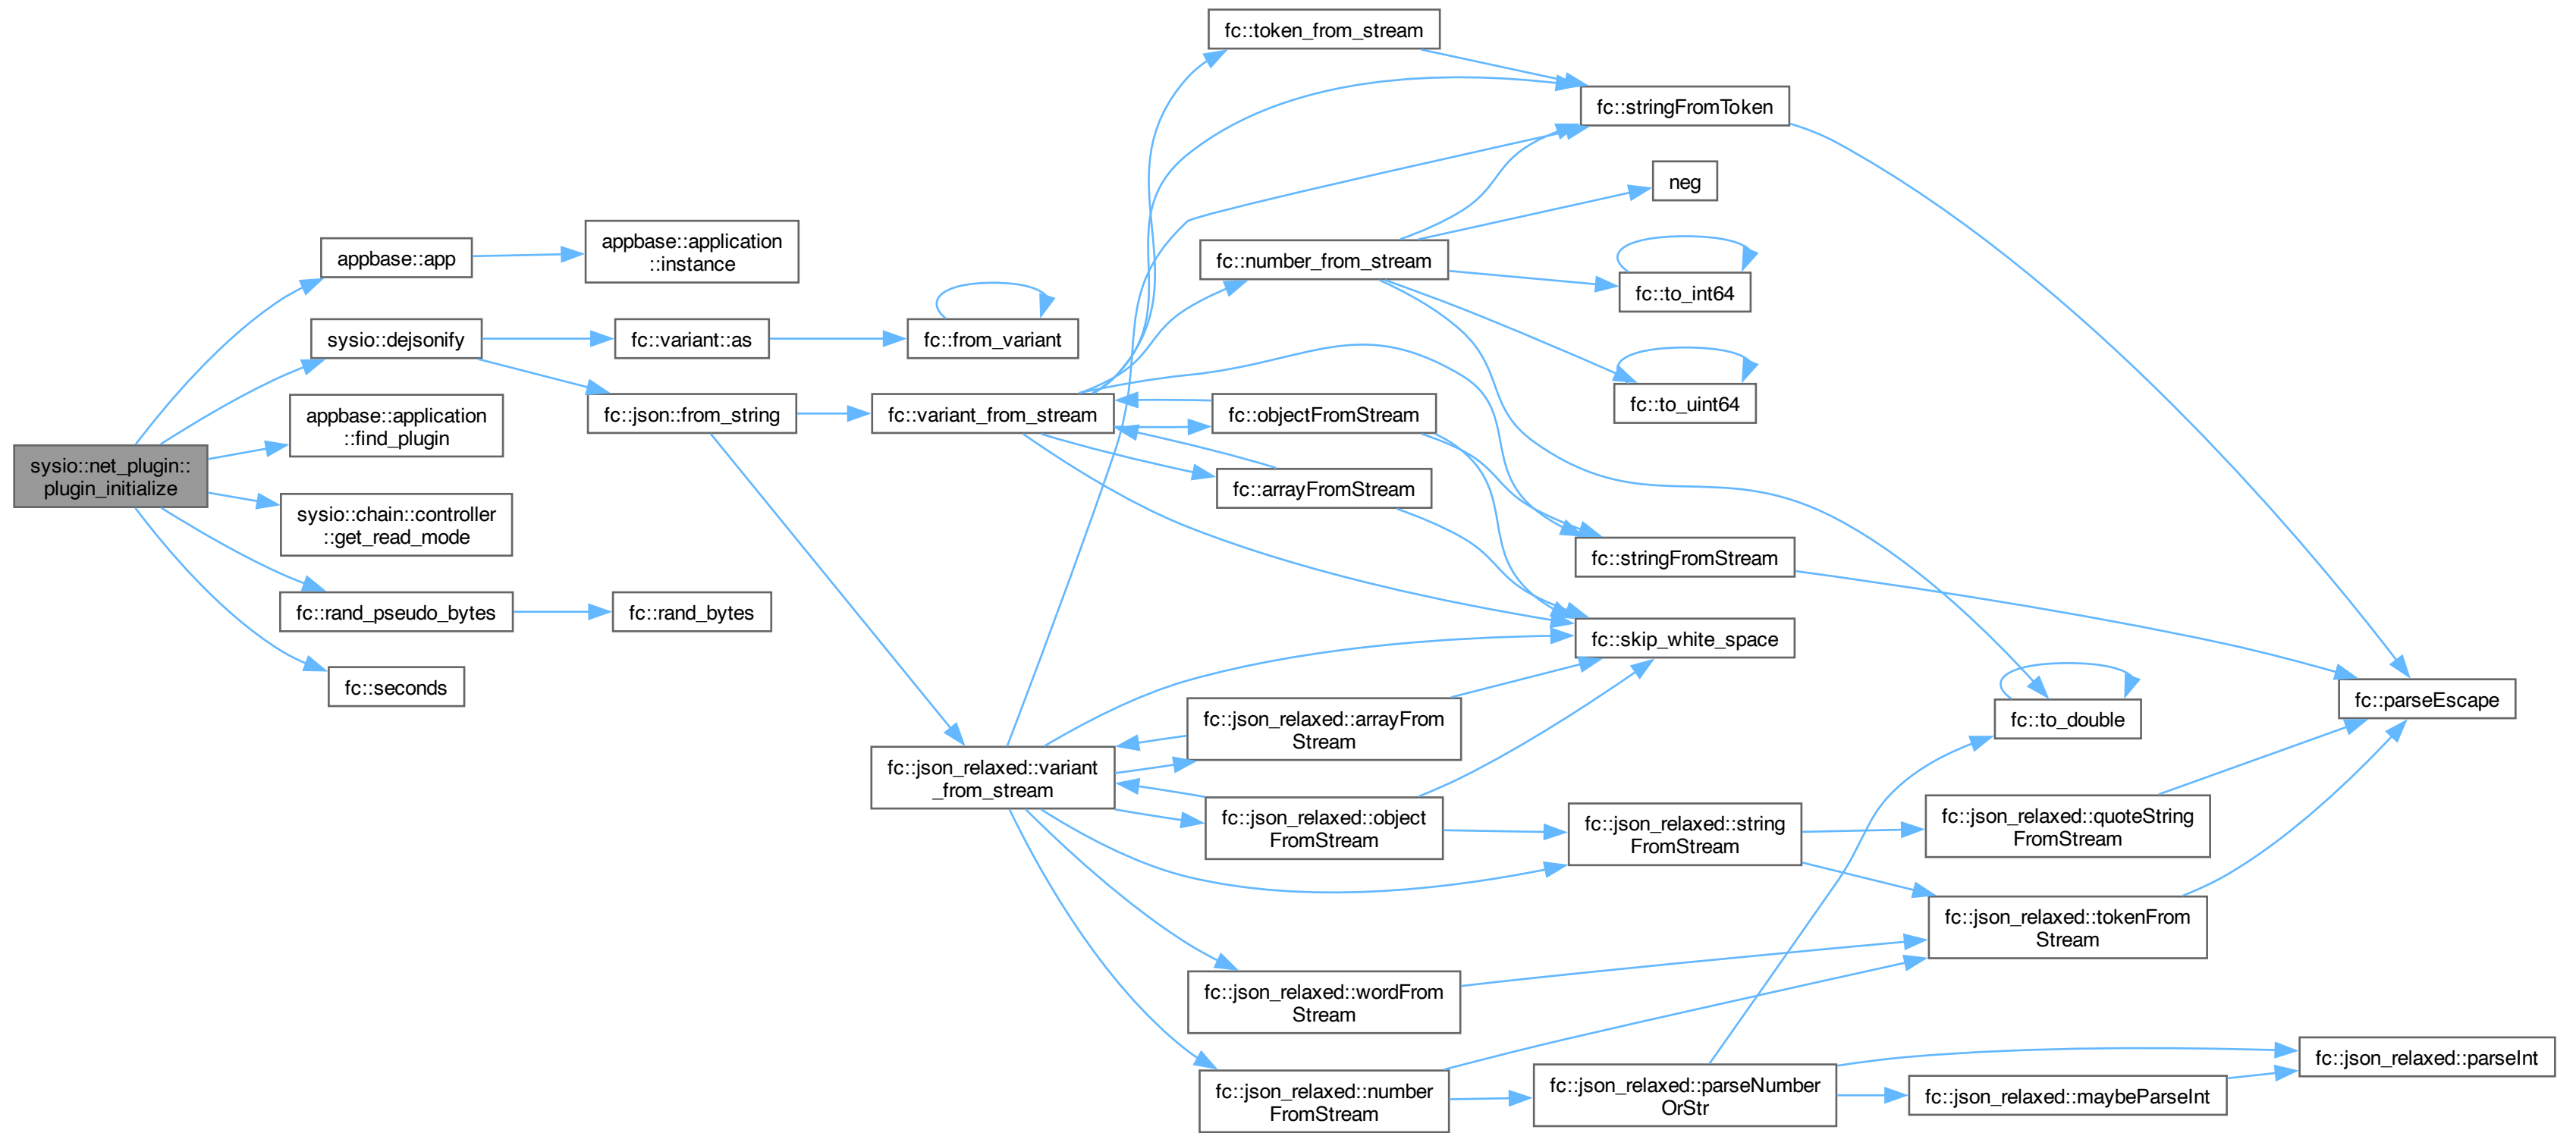 sysio::net_plugin::
plugin_initialize
appbase::app
appbase::application
::instance
sysio::dejsonify
fc::variant::as
fc::from_variant
fc::json::from_string
appbase::application
::find_plugin
sysio::chain::controller
::get_read_mode
fc::rand_pseudo_bytes
fc::rand_bytes
fc::seconds
fc::variant_from_stream
fc::token_from_stream
fc::stringFromToken
fc::number_from_stream
neg
fc::to_int64
fc::to_uint64
fc::objectFromStream
fc::arrayFromStream
fc::stringFromStream
fc::skip_white_space
fc::to_double
fc::parseEscape
fc::json_relaxed::variant
_from_stream
fc::json_relaxed::arrayFrom
Stream
fc::json_relaxed::object
FromStream
fc::json_relaxed::string
FromStream
fc::json_relaxed::quoteString
FromStream
fc::json_relaxed::tokenFrom
Stream
fc::json_relaxed::wordFrom
Stream
fc::json_relaxed::number
FromStream
fc::json_relaxed::parseNumber
OrStr
fc::json_relaxed::maybeParseInt
fc::json_relaxed::parseInt